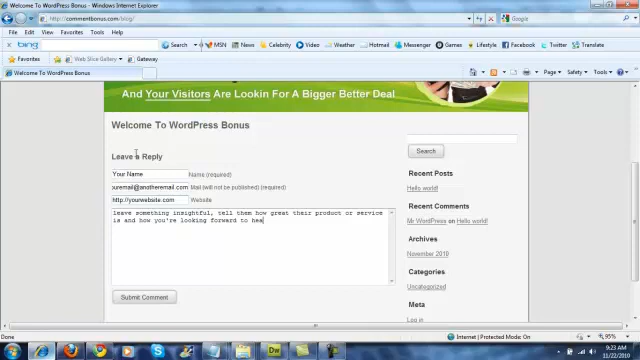 Welcome To WordPress Bonus - Windows Internet Explorer
http://commentbonus.com/blog/
Google
File Edit View Favorites Tools Help
bing Search MSN News Weather Hotmail Video Games Lifestyle Facebook Translate
Favorites Web Slice Gallery Gateway
Welcome To WordPress Bonus
Page Safety Tools
And Your Visitors Are Lookin For A Bigger Better Deal
Welcome To WordPress Bonus
Leave a Reply
Your Name Name (required)
uremail@anotheremail.com Mail (will not be published) (required)
http://yourwebsite.com Website
leave something insightful, tell them how great their product or service
is and how you're looking forward to hea
Submit Comment
Search
Recent Posts
Hello world!
Recent Comments
Mr WordPress on Hello world!
Archives
November 2010
Categories
Uncategorized
Meta
Log in
Internet | Protected Mode: On
95%
9:23 AM
11/22/2010